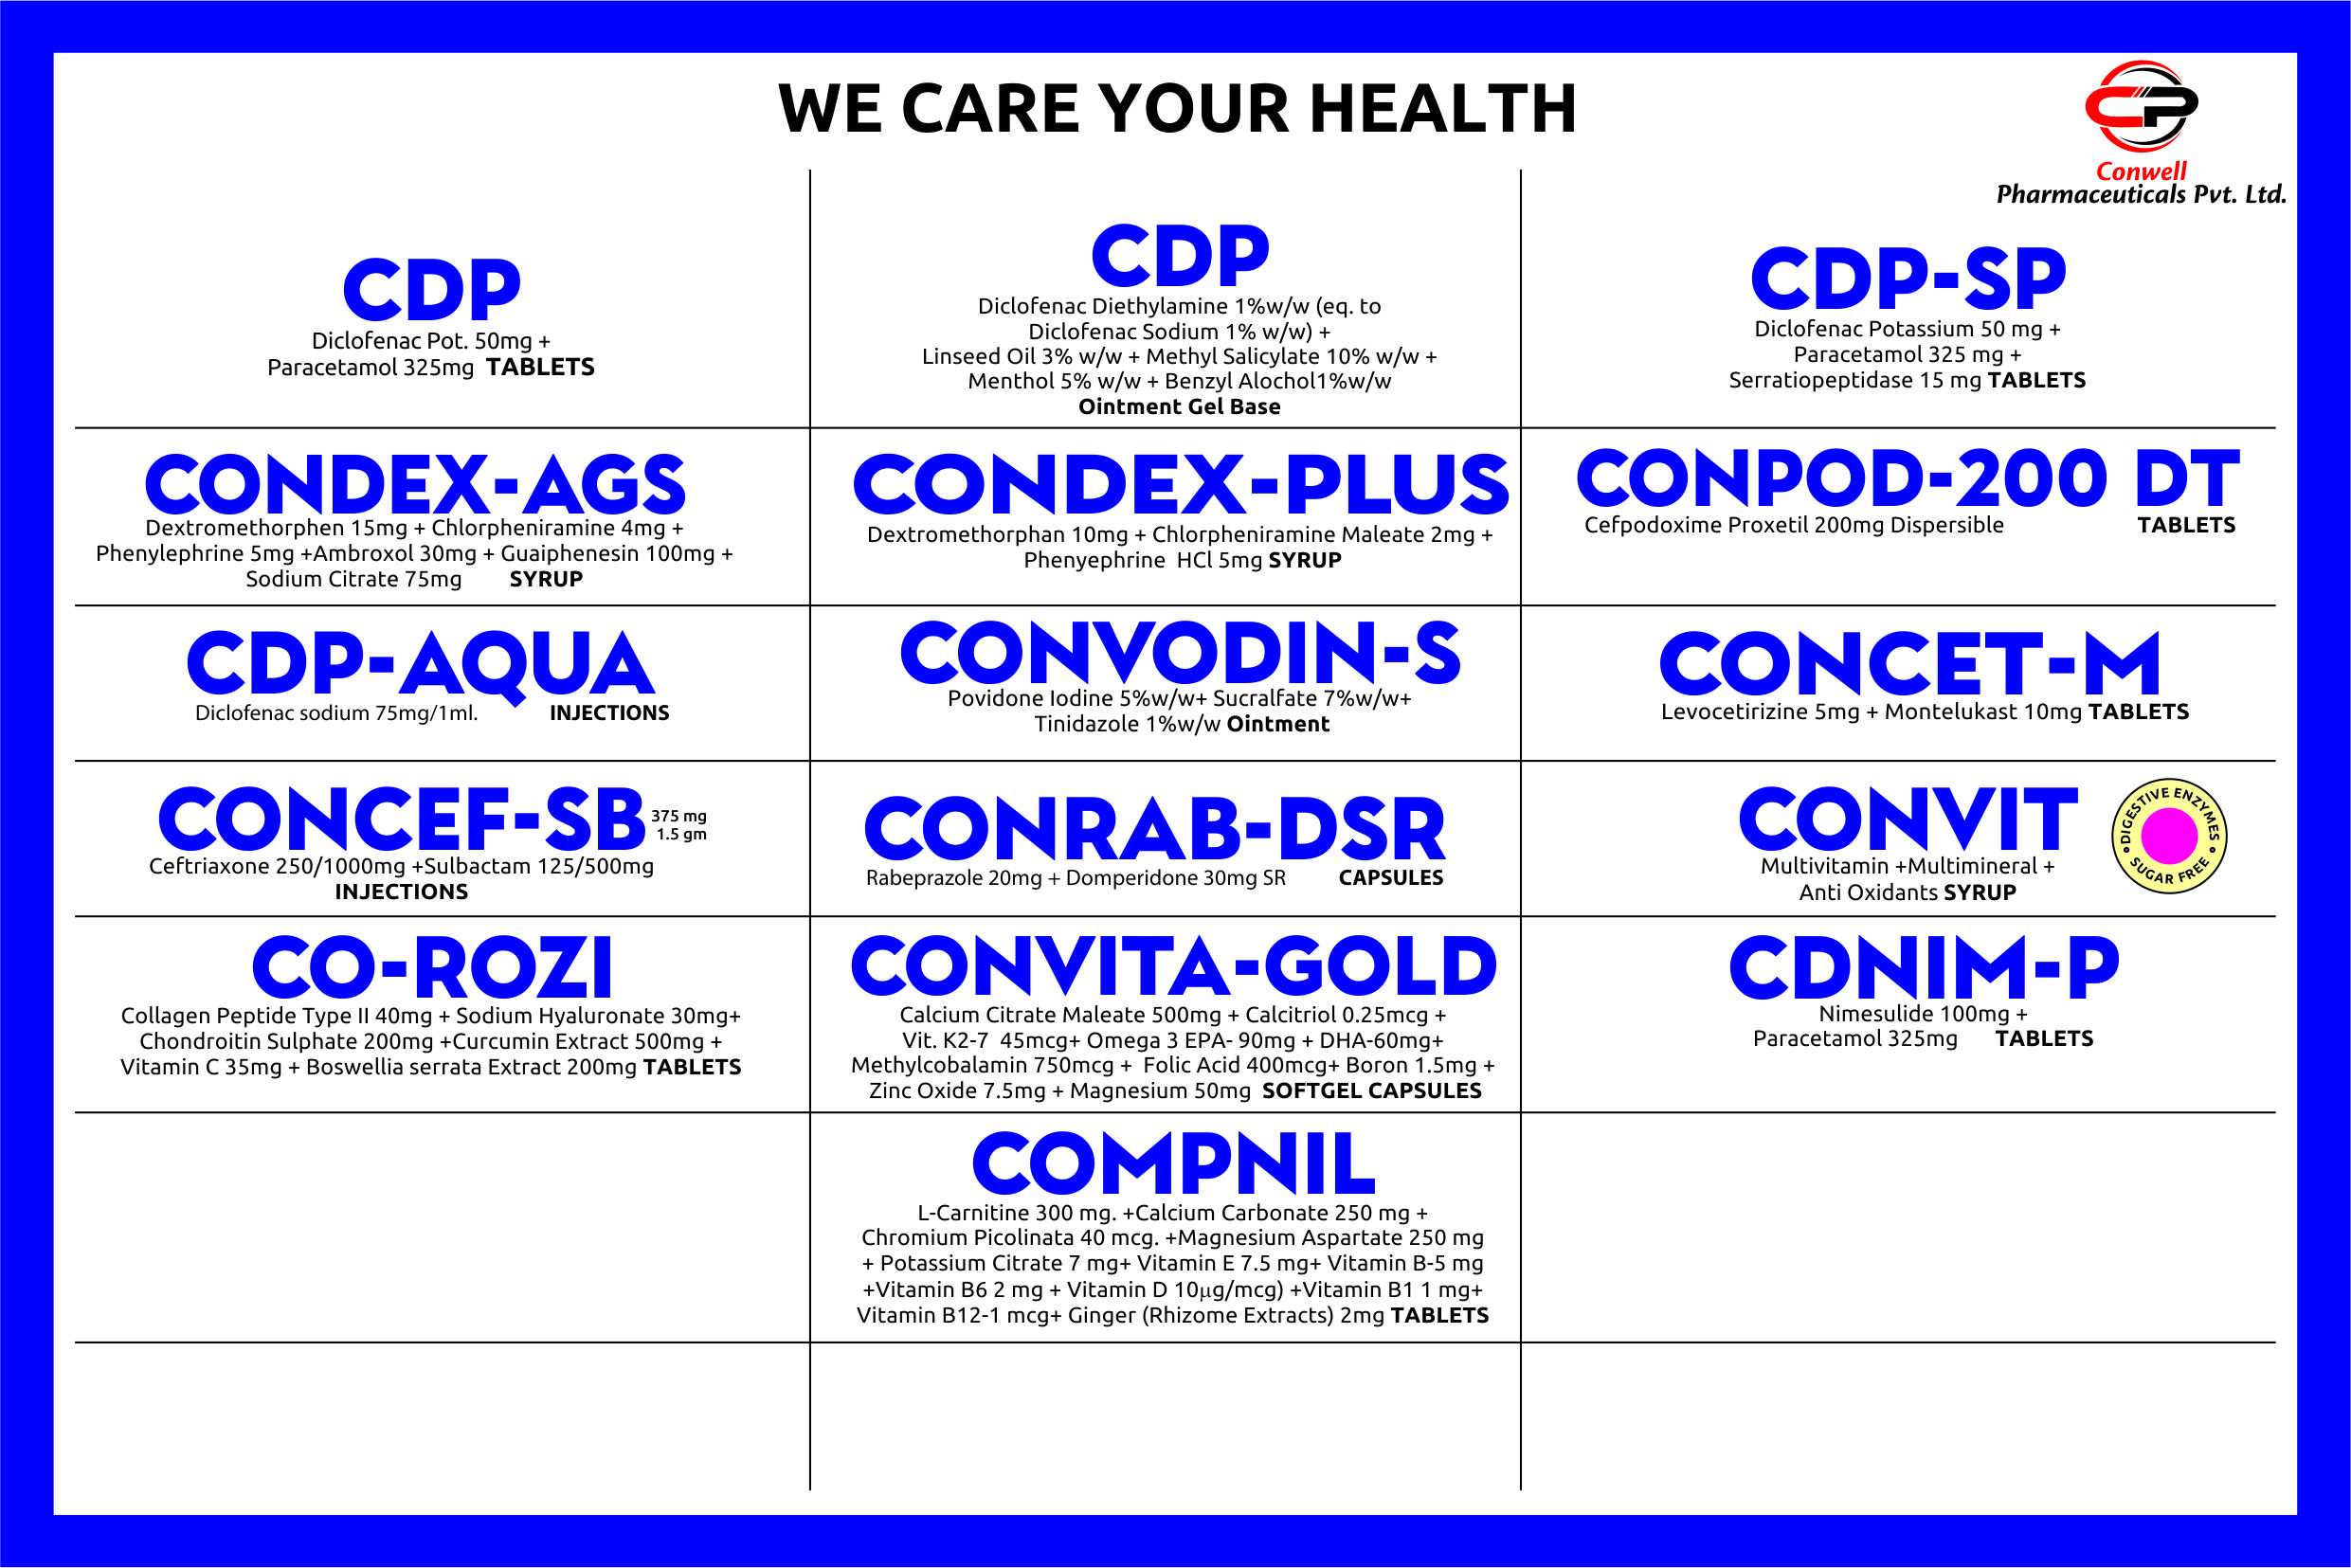 WE CARE YOUR HEALTH
CP
Conwell
Pharmaceuticals Pvt. Ltd.
CDP
Diclofenac Pot. 50mg +
Paracetamol 325mg TABLETS
CDP
Diclofenac Diethylamine 1%w/w (eq. to
Diclofenac Sodium 1% w/w) +
Linseed Oil 3% w/w + Methyl Salicylate 10% w/w +
Menthol 5% w/w + Benzyl Alochol1%w/w
Ointment Gel Base
CDP-SP
Diclofenac Potassium 50 mg +
Paracetamol 325 mg +
Serratiopeptidase 15 mg TABLETS
CONDEX-AGS
Dextromethorphen 15mg + Chlorpheniramine 4mg +
Phenylephrine 5mg +Ambroxol 30mg + Guaiphenesin 100mg +
Sodium Citrate 75mg SYRUP
CONDEX-PLUS
Dextromethorphan 10mg + Chlorpheniramine Maleate 2mg +
Phenyephrine HCl 5mg SYRUP
CONPOD-200 DT
Cefpodoxime Proxetil 200mg Dispersible TABLETS
CDP-AQUA
Diclofenac sodium 75mg/1ml. INJECTIONS
CONVODIN-S
Povidone Iodine 5%w/w+ Sucralfate 7%w/w+
Tinidazole 1%w/w Ointment
CONCET-M
Levocetirizine 5mg + Montelukast 10mg TABLETS
CONCEF-SB 375 mg
1.5 gm
Ceftriaxone 250/1000mg +Sulbactam 125/500mg
INJECTIONS
CONRAB-DSR
Rabeprazole 20mg + Domperidone 30mg SR CAPSULES
CONVIT
Multivitamin +Multimineral +
Anti Oxidants SYRUP
DIGESTIVE ENZYMES
SUGAR FREE
CO-ROZI
Collagen Peptide Type II 40mg + Sodium Hyaluronate 30mg+
Chondroitin Sulphate 200mg +Curcumin Extract 500mg +
Vitamin C 35mg + Boswellia serrata Extract 200mg TABLETS
CONVITA-GOLD
Calcium Citrate Maleate 500mg + Calcitriol 0.25mcg +
Vit. K2-7 45mcg+ Omega 3 EPA- 90mg + DHA-60mg+
Methylcobalamin 750mcg + Folic Acid 400mcg+ Boron 1.5mg +
Zinc Oxide 7.5mg + Magnesium 50mg SOFTGEL CAPSULES
CDNIM-P
Nimesulide 100mg +
Paracetamol 325mg TABLETS
COMPNIL
L-Carnitine 300 mg. +Calcium Carbonate 250 mg +
Chromium Picolinata 40 mcg. +Magnesium Aspartate 250 mg
+ Potassium Citrate 7 mg+ Vitamin E 7.5 mg+ Vitamin B-5 mg
+Vitamin B6 2 mg + Vitamin D 10µg/mcg) +Vitamin B1 1 mg+
Vitamin B12-1 mcg+ Ginger (Rhizome Extracts) 2mg TABLETS